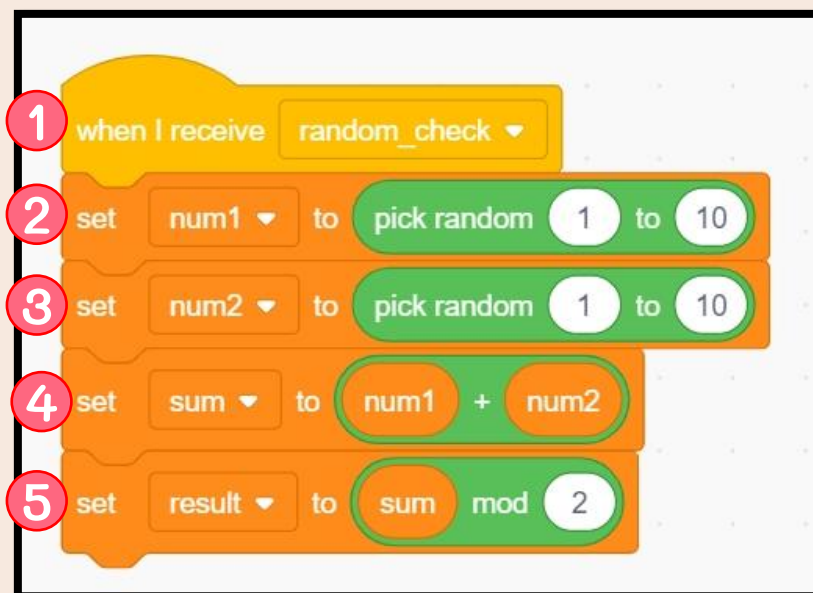 1 when I receive random_check
2 set num1 to pick random 1 to 10
3 set num2 to pick random 1 to 10
4 set sum to num1 + num2
5 set result to sum mod 2